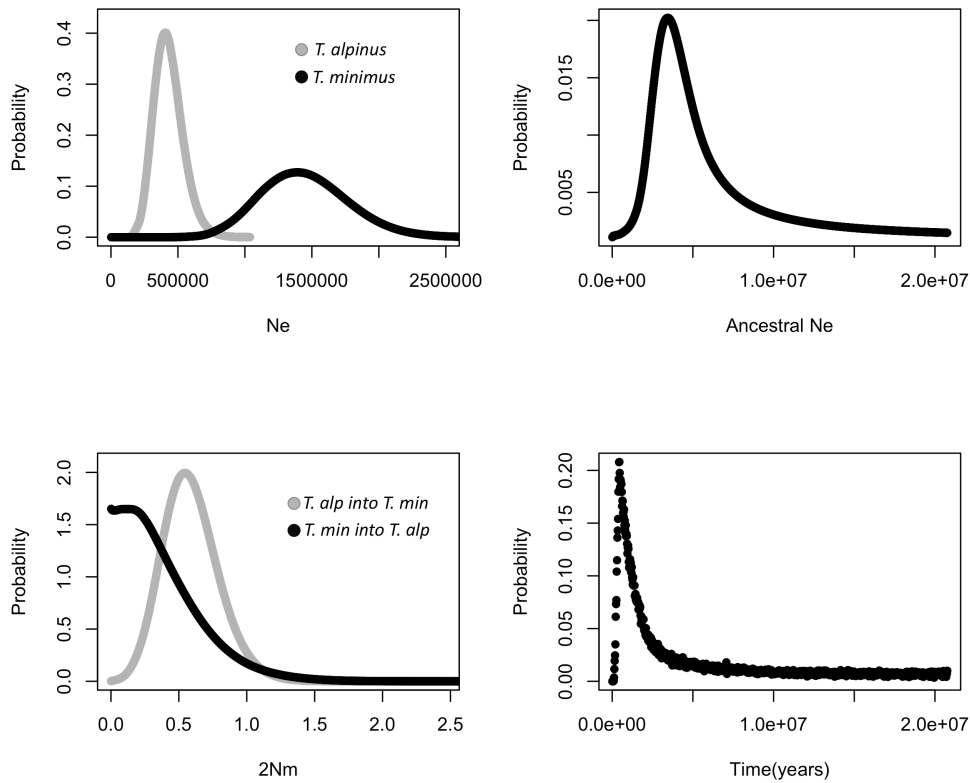 Probability
0.4
0.3
0.2
0.1
0.0
T. alpinus
T. minimus
0 500000 1500000 2500000
Ne
Probability
0.015
0.005
0.0e+00 1.0e+07 2.0e+07
Ancestral Ne
Probability
2.0
1.5
1.0
0.5
0.0
T. alp into T. min
T. min into T. alp
0.0 0.5 1.0 1.5 2.0 2.5
2Nm
Probability
0.20
0.15
0.10
0.05
0.00
0.0e+00 1.0e+07 2.0e+07
Time(years)